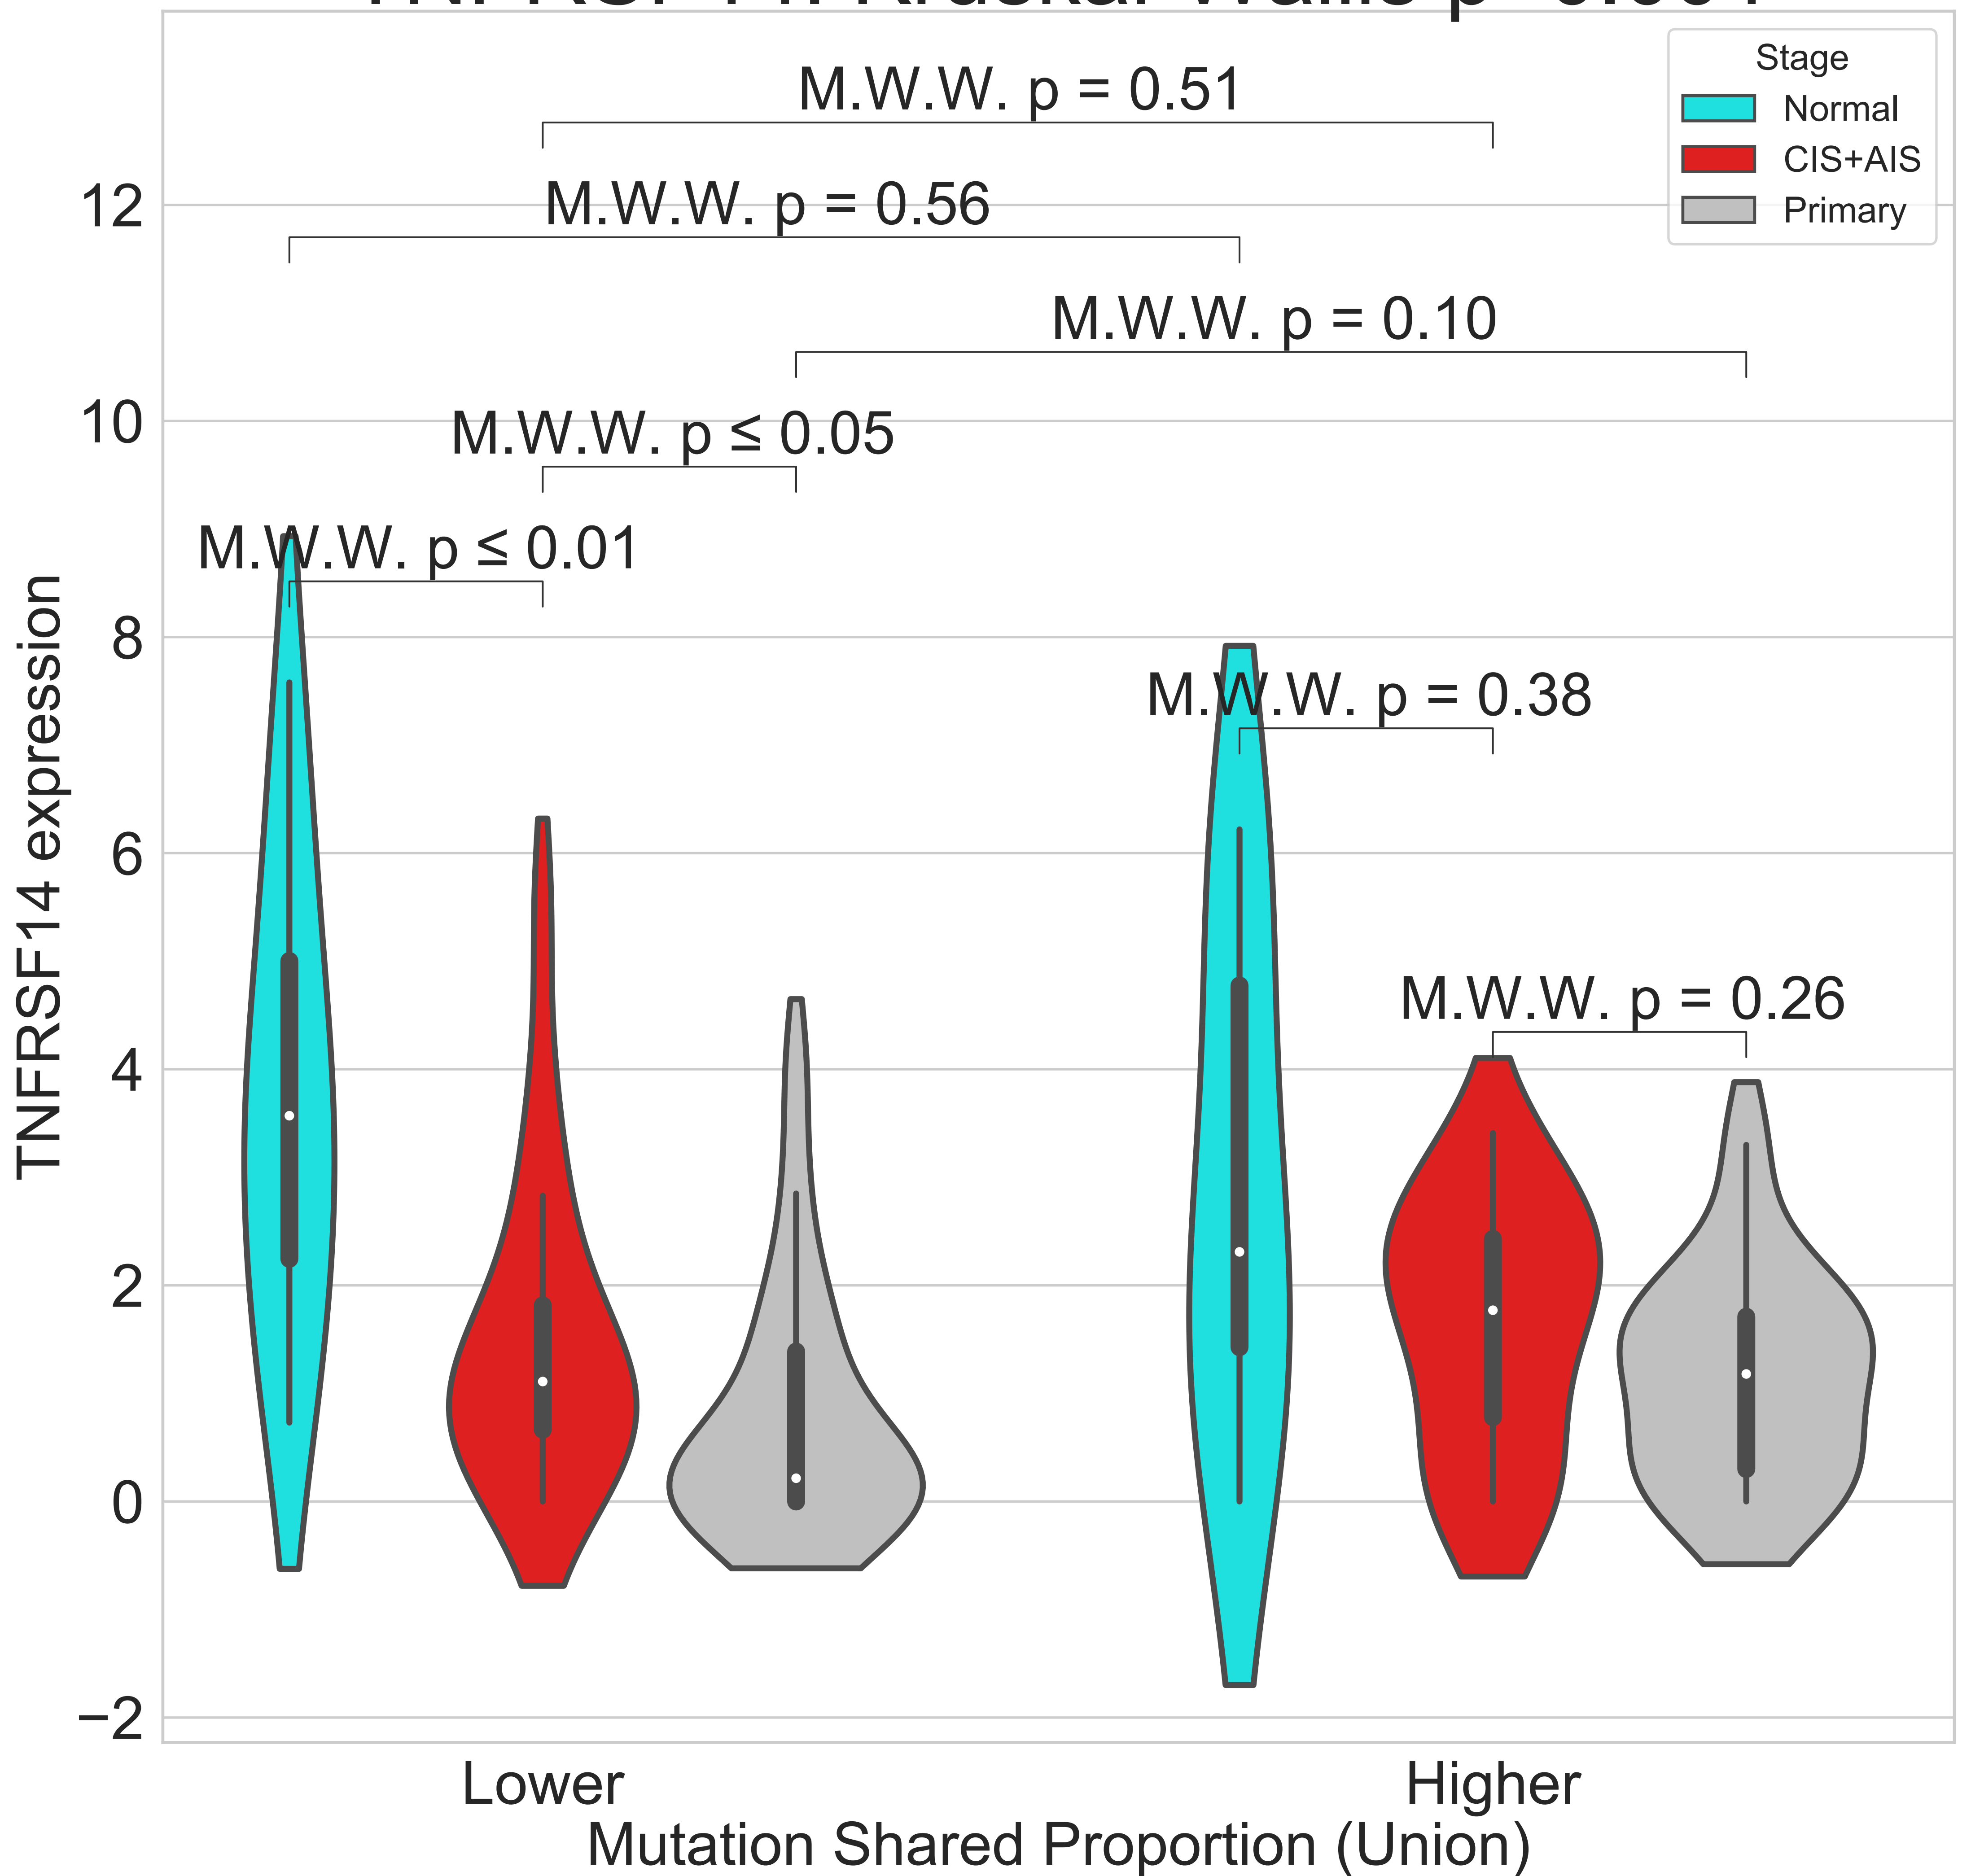 Stage
Normal
CIS+AIS
Primary
M.W.W. p = 0.51
M.W.W. p = 0.56
M.W.W. p = 0.10
M.W.W. p ≤ 0.05
M.W.W. p ≤ 0.01
M.W.W. p = 0.38
M.W.W. p = 0.26
TNFRSF14 expression
12
10
8
6
4
2
0
−2
Lower
Higher
Mutation Shared Proportion (Union)